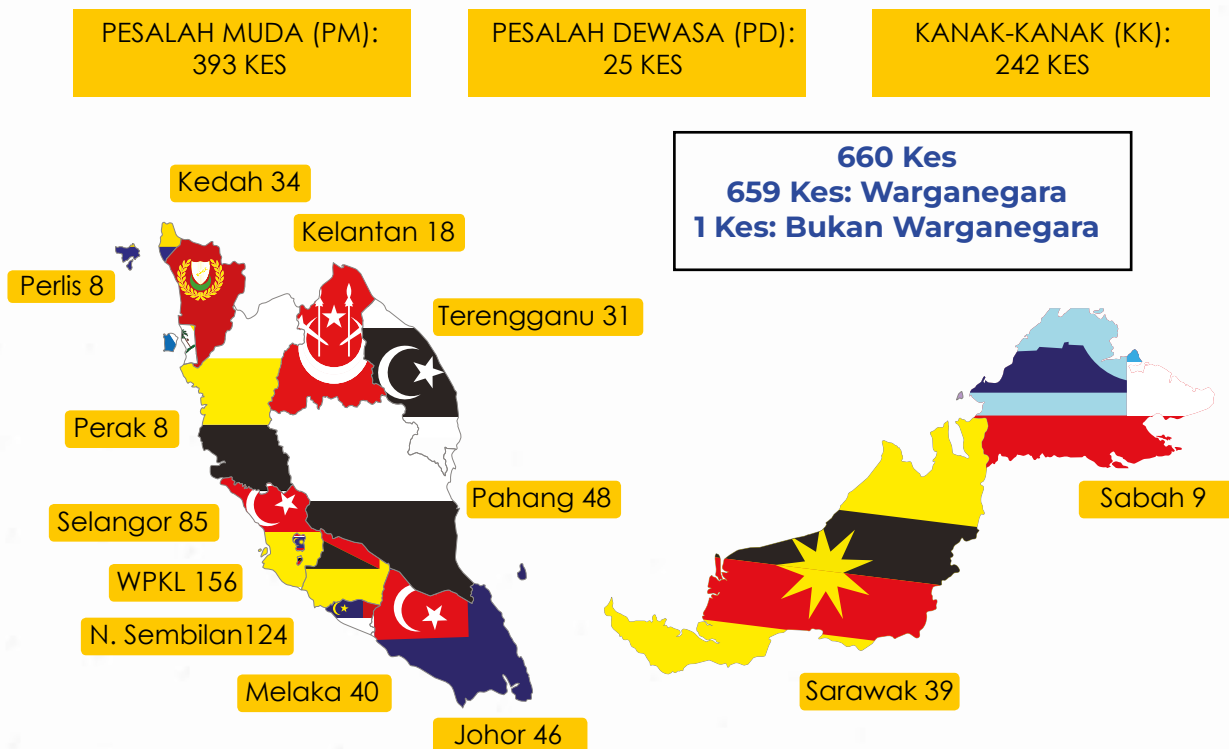 PESALAH MUDA (PM):
393 KES
PESALAH DEWASA (PD):
25 KES
KANAK-KANAK (KK):
242 KES
660 Kes
659 Kes: Warganegara
1 Kes: Bukan Warganegara
Kedah 34
Kelantan 18
Perlis 8
Terengganu 31
Perak 8
Pahang 48
Sabah 9
Selangor 85
WPKL 156
N. Sembilan124
Melaka 40
Sarawak 39
Johor 46